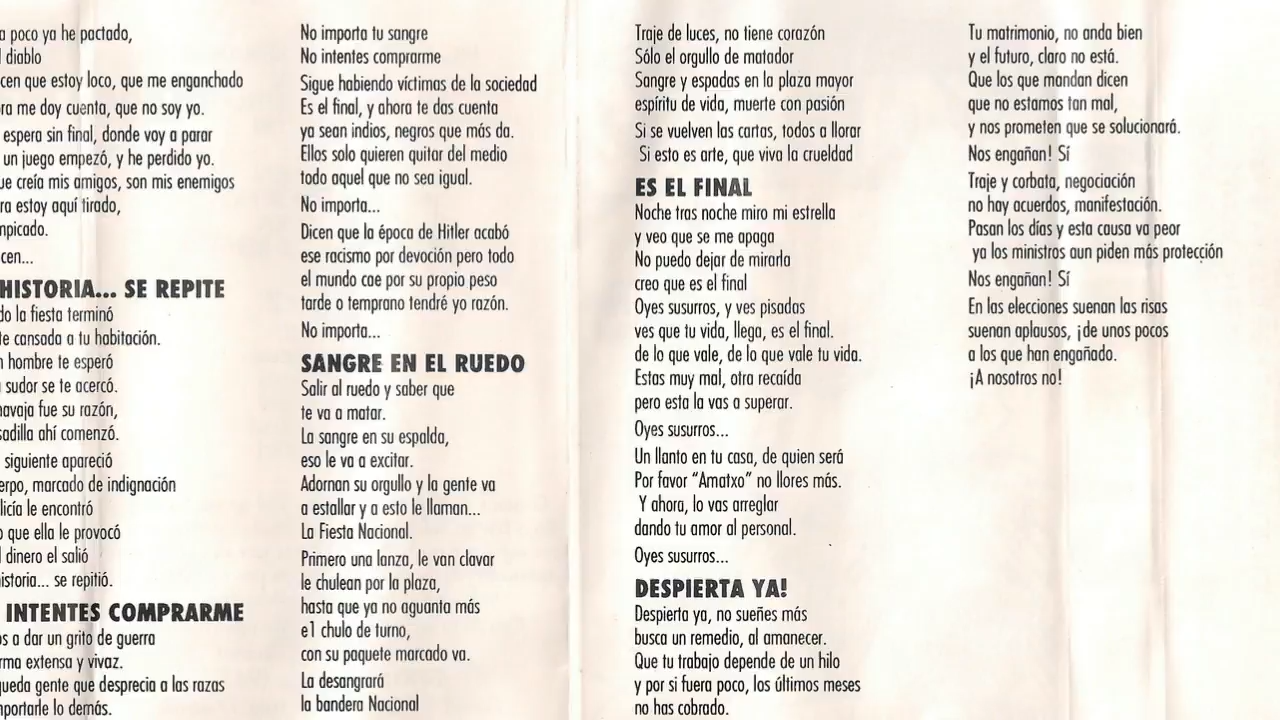 a poco ya he pactado,
diablo
cen que estoy loco, que me enganchado
ra me doy cuenta, que no soy yo.
espera sin final, donde voy a parar
un juego empezó, y he perdido yo.
ue creía mis amigos, son mis enemigos
ra estoy aquí tirado,
mpicado.
cen...
HISTORIA... SE REPITE
do la fiesta terminó
te cansada a tu habitación.
hombre te esperó
sudor se te acercó.
navaja fue su razón,
sadilla ahí comenzó.
siguiente apareció
erpo, marcado de indignación
licía le encontró
o que ella le provocó
dinero el salió
istoria... se repitió.
INTENTES COMPRARME
os a dar un grito de guerra
rma extensa y vivaz.
queda gente que desprecia a las razas
mportarle lo demás.
No importa tu sangre
No intentes comprarme
Sigue habiendo víctimas de la sociedad
Es el final, y ahora te das cuenta
ya sean indios, negros que más da.
Ellos solo quieren quitar del medio
todo aquel que no sea igual.
No importa...
Dicen que la época de Hitler acabó
ese racismo por devoción pero todo
el mundo cae por su propio peso
tarde o temprano tendré yo razón.
No importa...
SANGRE EN EL RUEDO
Salir al ruedo y saber que
te va a matar.
La sangre en su espalda,
eso le va a excitar.
Adornan su orgullo y la gente va
a estallar y a esto le llaman...
La Fiesta Nacional.
Primero una lanza, le van clavar
le chulean por la plaza,
hasta que ya no aguanta más
e1 chulo de turno,
con su paquete marcado va.
La desangrará
la bandera Nacional
Traje de luces, no tiene corazón
Sólo el orgullo de matador
Sangre y espadas en la plaza mayor
espíritu de vida, muerte con pasión
Si se vuelven las cartas, todos a llorar
Si esto es arte, que viva la crueldad
ES EL FINAL
Noche tras noche miro mi estrella
y veo que se me apaga
No puedo dejar de mirarla
creo que es el final
Oyes susurros, y ves pisadas
ves que tu vida, llega, es el final.
de lo que vale, de lo que vale tu vida.
Estas muy mal, otra recaída
pero esta la vas a superar.
Oyes susurros...
Un llanto en tu casa, de quien será
Por favor "Amatxo" no llores más.
Y ahora, lo vas arreglar
dando tu amor al personal.
Oyes susurros...
DESPIERTA YA!
Despierta ya, no sueñes más
busca un remedio, al amanecer.
Que tu trabajo depende de un hilo
y por si fuera poco, los últimos meses
no has cobrado.
Tu matrimonio, no anda bien
y el futuro, claro no está.
Que los que mandan dicen
que no estamos tan mal,
y nos prometen que se solucionará.
Nos engañan! Sí
Traje y corbata, negociación
no hay acuerdos, manifestación.
Pasan los días y esta causa va peor
ya los ministros aun piden más protección
Nos engañan! Sí
En las elecciones suenan las risas
suenan aplausos, ¡de unos pocos
a los que han engañado.
¡A nosotros no!